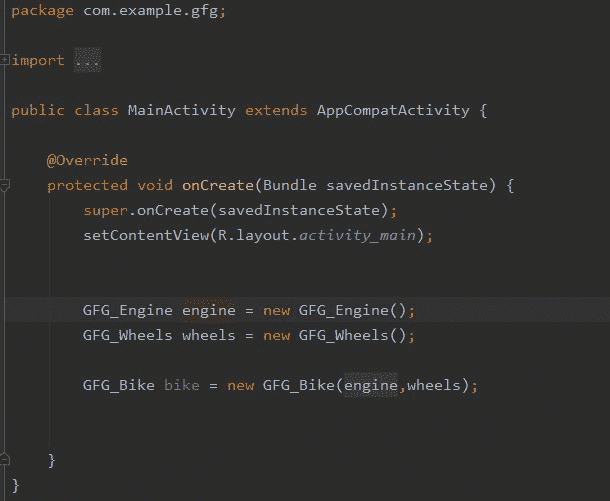 package com.example.gfg;
import ...
public class MainActivity extends AppCompatActivity {
@Override
protected void onCreate(Bundle savedInstanceState) {
super.onCreate(savedInstanceState);
setContentView(R.layout.activity_main);
GFG_Engine engine = new GFG_Engine();
GFG_Wheels wheels = new GFG_Wheels();
GFG_Bike bike = new GFG_Bike(engine,wheels);
}
}